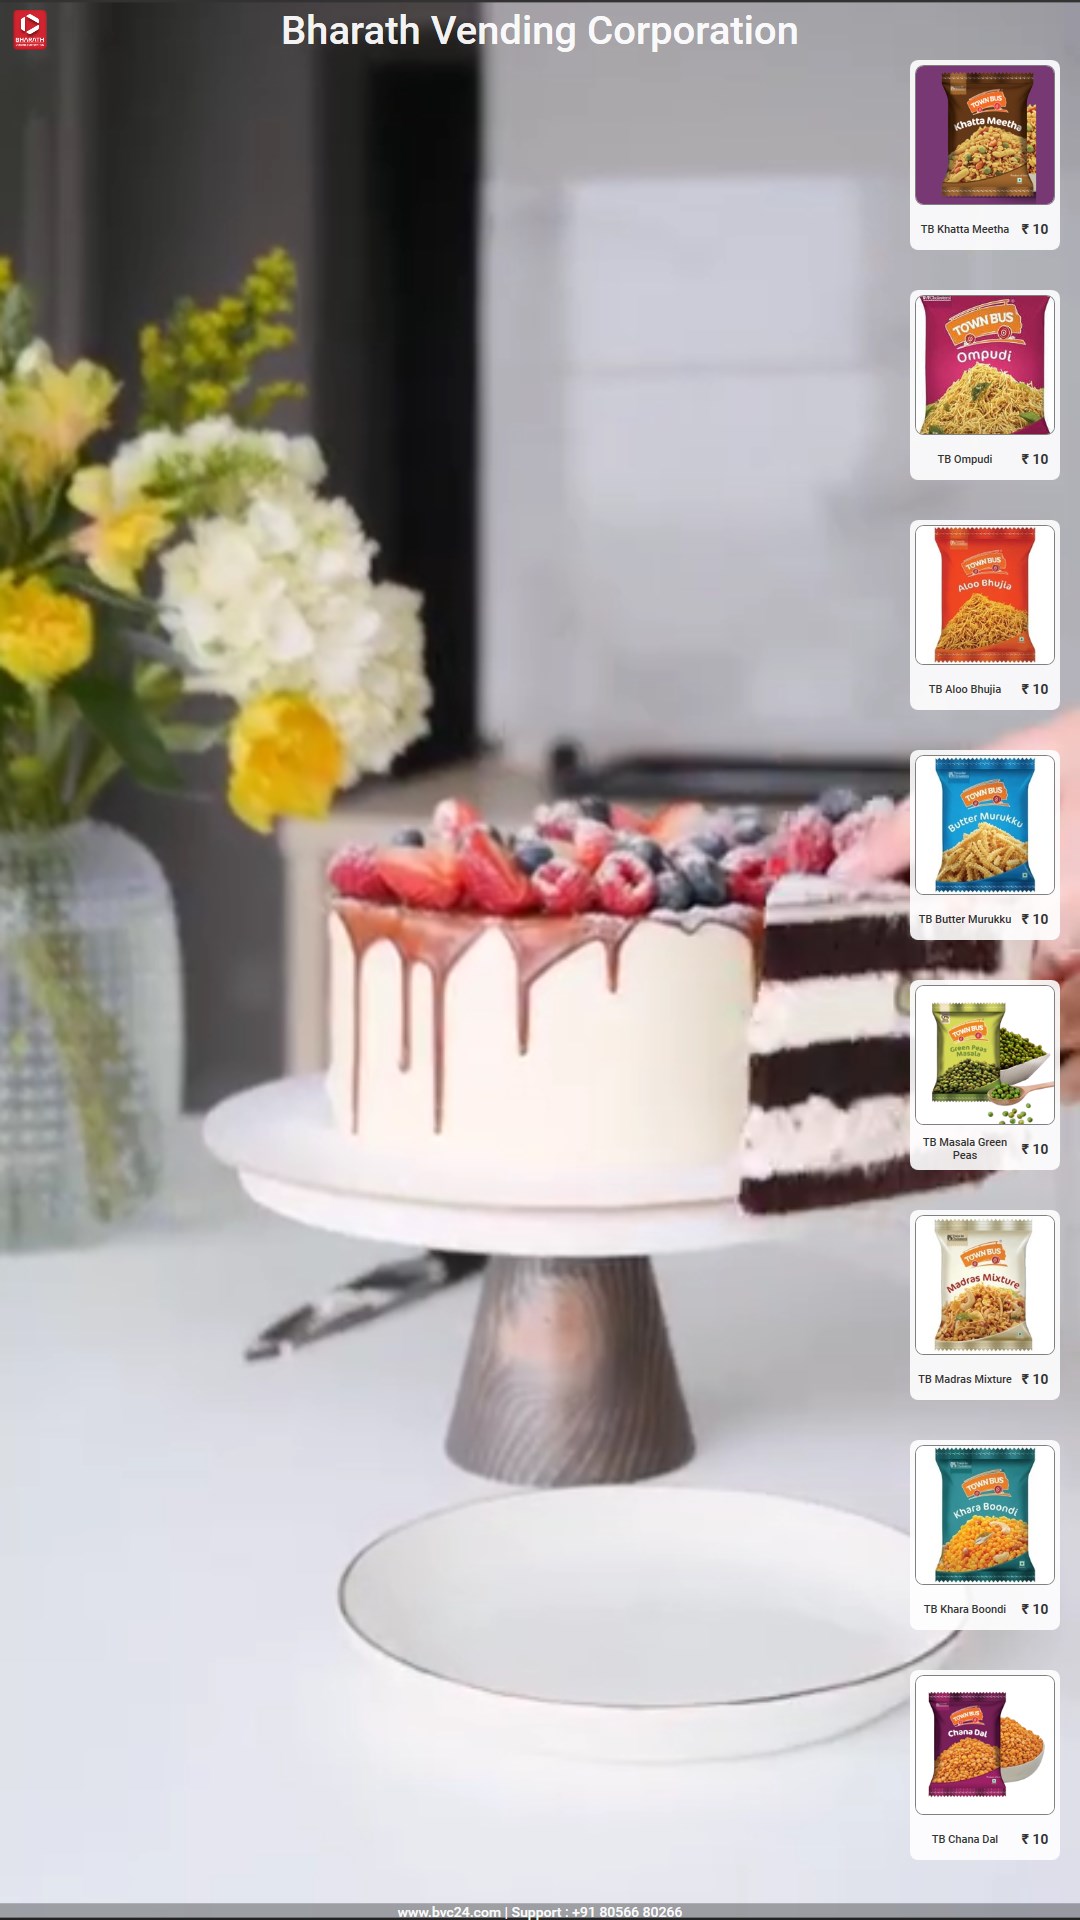 Bharath Vending Corporation
BHARATH
TOWN BUS
Khatta Meetha
TB Khatta Meetha ₹ 10
TOWN BUS
Ompudi
TB Ompudi ₹ 10
TOWN BUS
Aloo Bhujia
TB Aloo Bhujia ₹ 10
TOWN BUS
Butter Murukku
TB Butter Murukku ₹ 10
TOWN BUS
Green Peas
Masala
TB Masala Green
Peas ₹ 10
TOWN BUS
Madras Mixture
TB Madras Mixture ₹ 10
TOWN BUS
Khara Boondi
TB Khara Boondi ₹ 10
TOWN BUS
Chana Dal
TB Chana Dal ₹ 10
www.bvc24.com | Support : +91 80566 80266